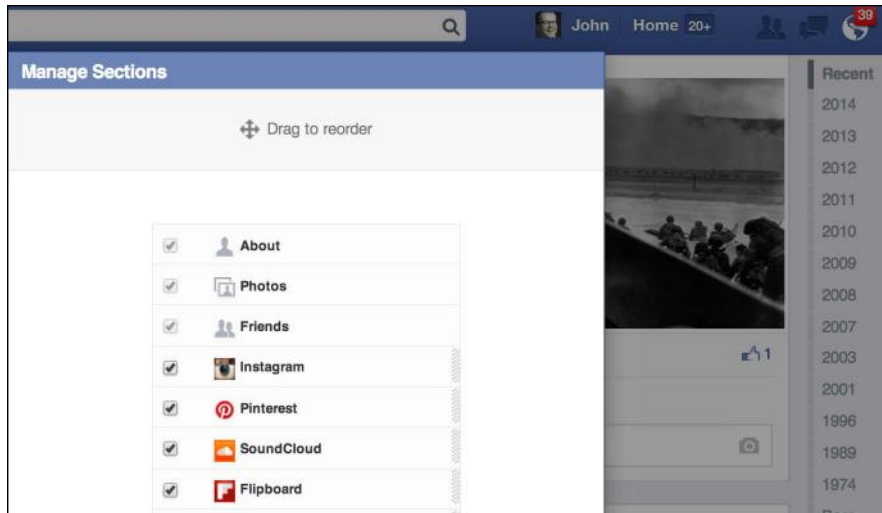 John
Home 20+
39
Manage Sections
Drag to reorder
About
Photos
Friends
Instagram
Pinterest
SoundCloud
Flipboard
1
Recent
2014
2013
2012
2011
2010
2009
2008
2007
2003
2001
1996
1989
1974